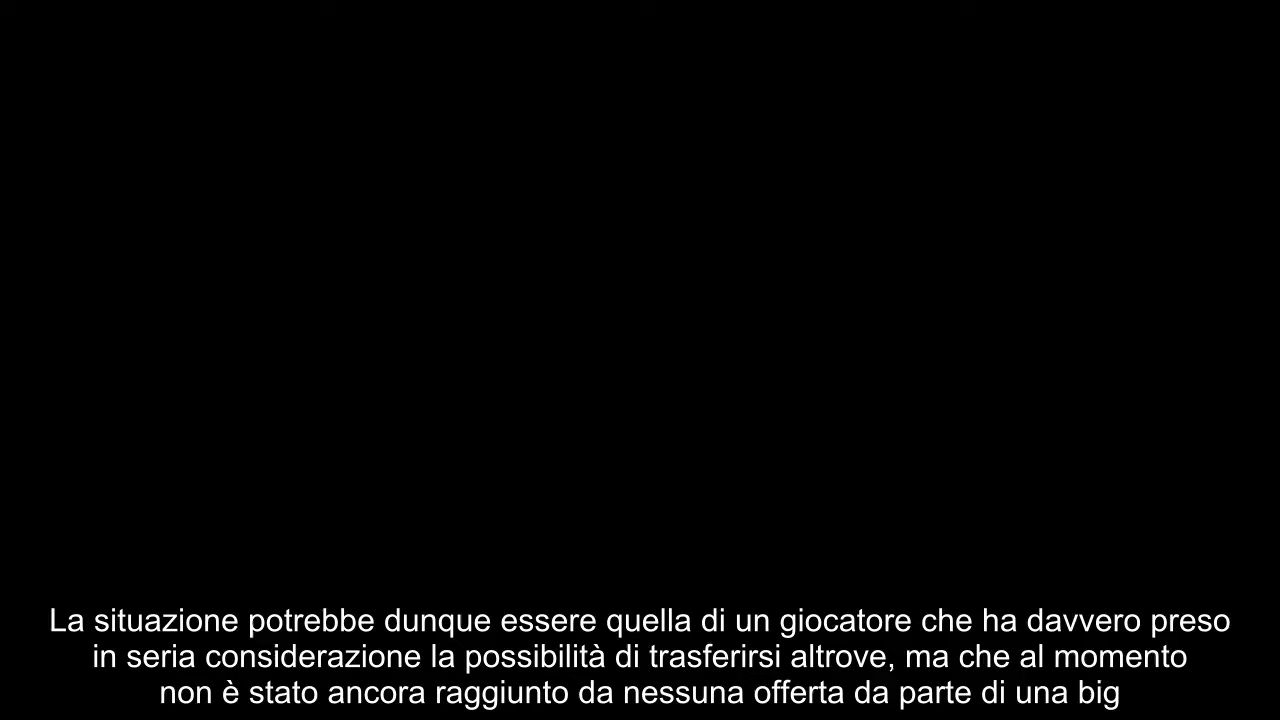 La situazione potrebbe dunque essere quella di un giocatore che ha davvero preso
in seria considerazione la possibilità di trasferirsi altrove, ma che al momento
non è stato ancora raggiunto da nessuna offerta da parte di una big